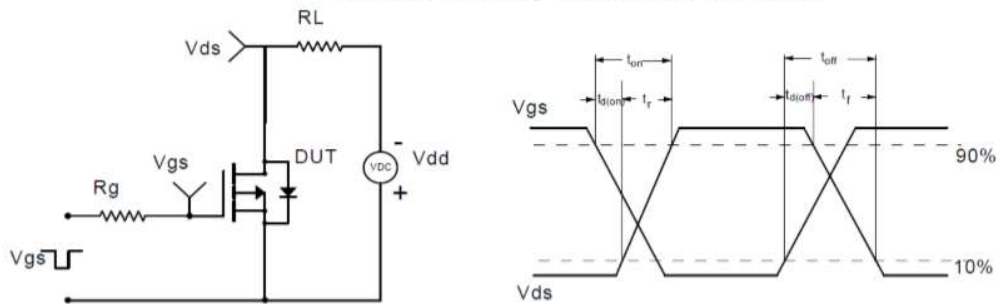 RL
Vds
DUT
VDC
-
Vdd
+
Vgs
Rg
Vgs
ton
toff
td(on)
tr
td(off)
tf
Vgs
90%
10%
Vds